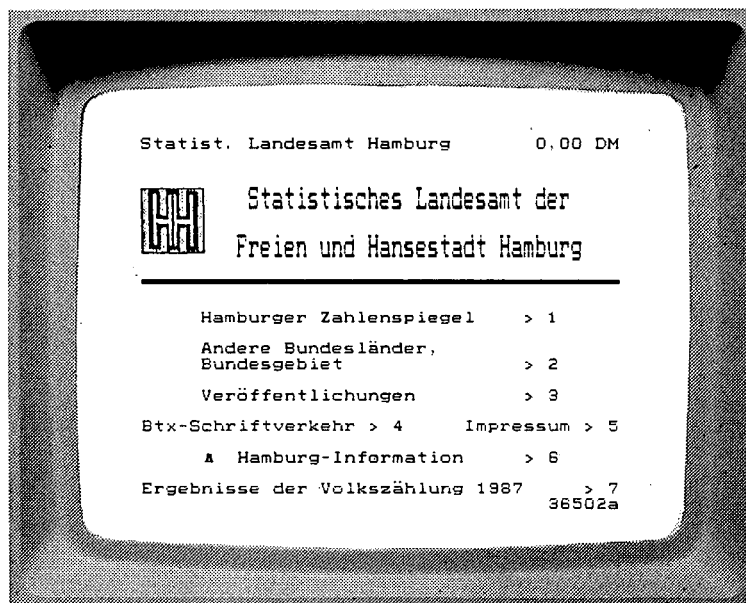 Statist. Landesamt Hamburg 0,00 DM
HH Statistisches Landesamt der
Freien und Hansestadt Hamburg
Hamburger Zahlenspiegel > 1
Andere Bundesländer,
Bundesgebiet > 2
Veröffentlichungen > 3
Btx-Schriftverkehr > 4 Impressum > 5
A Hamburg-Information > 6
Ergebnisse der Volkszählung 1987 > 7
36502a